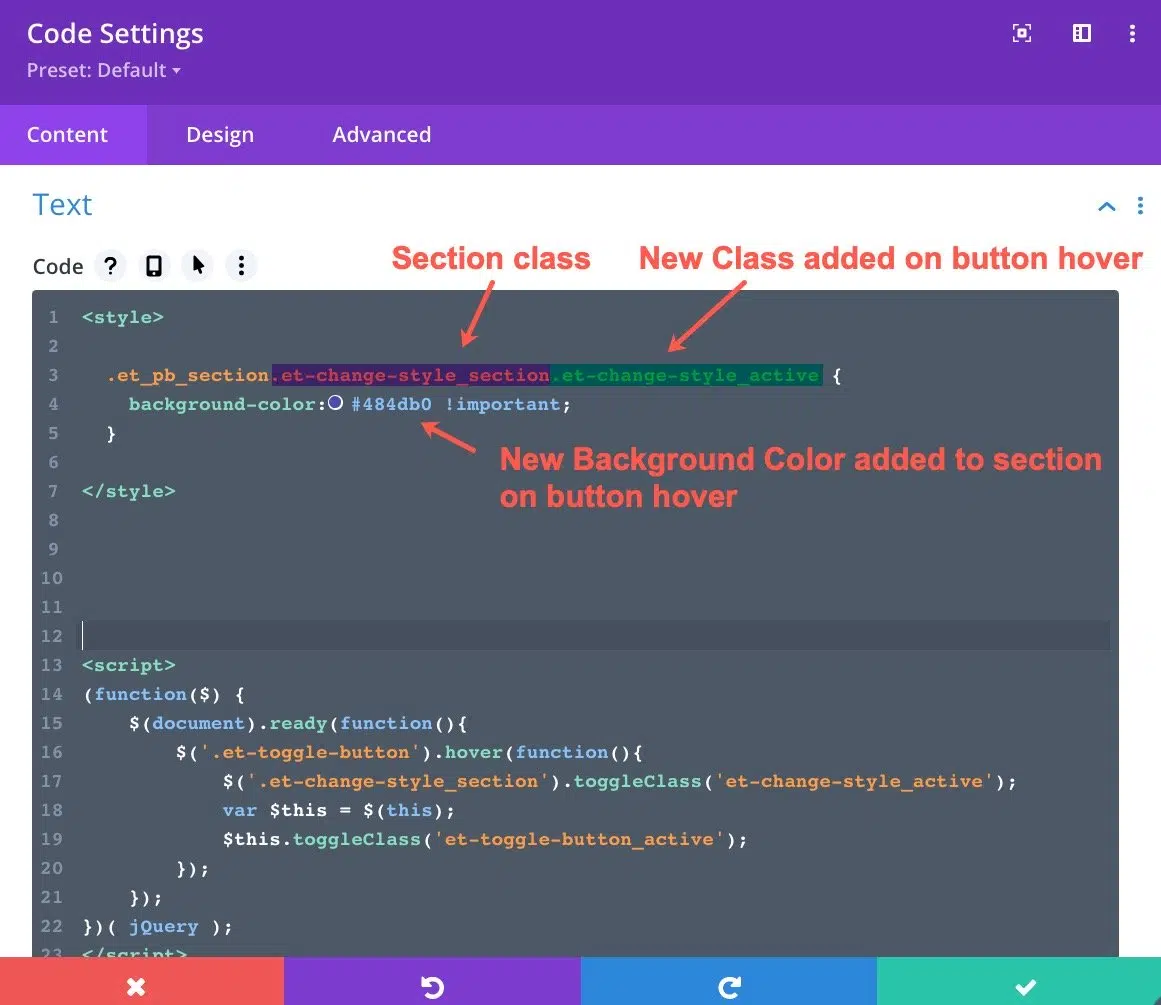 Code Settings
Preset: Default
Content Design Advanced
Text
Code ?
Section class New Class added on button hover
1 <style>
2
3 .et_pb_section.et-change-style_section.et-change-style_active {
4 background-color: #484db0 !important;
5 }
New Background Color added to section
6
on button hover
7 </style>
8
9
10
11
12
13 <script>
14 (function($) {
15 $(document).ready(function(){
16 $('.et-toggle-button').hover(function(){
17 $('.et-change-style_section').toggleClass('et-change-style_active');
18 var $this = $(this);
19 $this.toggleClass('et-toggle-button_active');
20 });
21 });
22 })( jQuery );
23 </script>